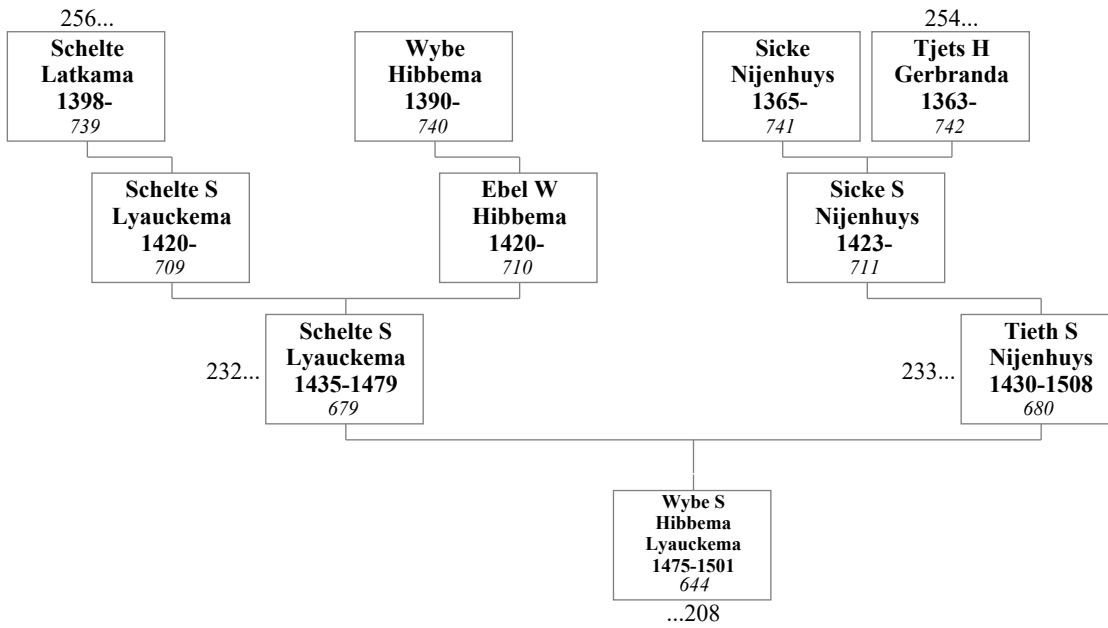 256...
Schelte
Latkama
1398-
739
Wybe
Hibbema
1390-
740
Sicke
Nijenhuys
1365-
741
254...
Tjets H
Gerbranda
1363-
742
Schelte S
Lyauckema
1420-
709
Ebel W
Hibbema
1420-
710
Sicke S
Nijenhuys
1423-
711
232...
Schelte S
Lyauckema
1435-1479
679
233...
Tieth S
Nijenhuys
1430-1508
680
Wybe S
Hibbema
Lyauckema
1475-1501
644
...208